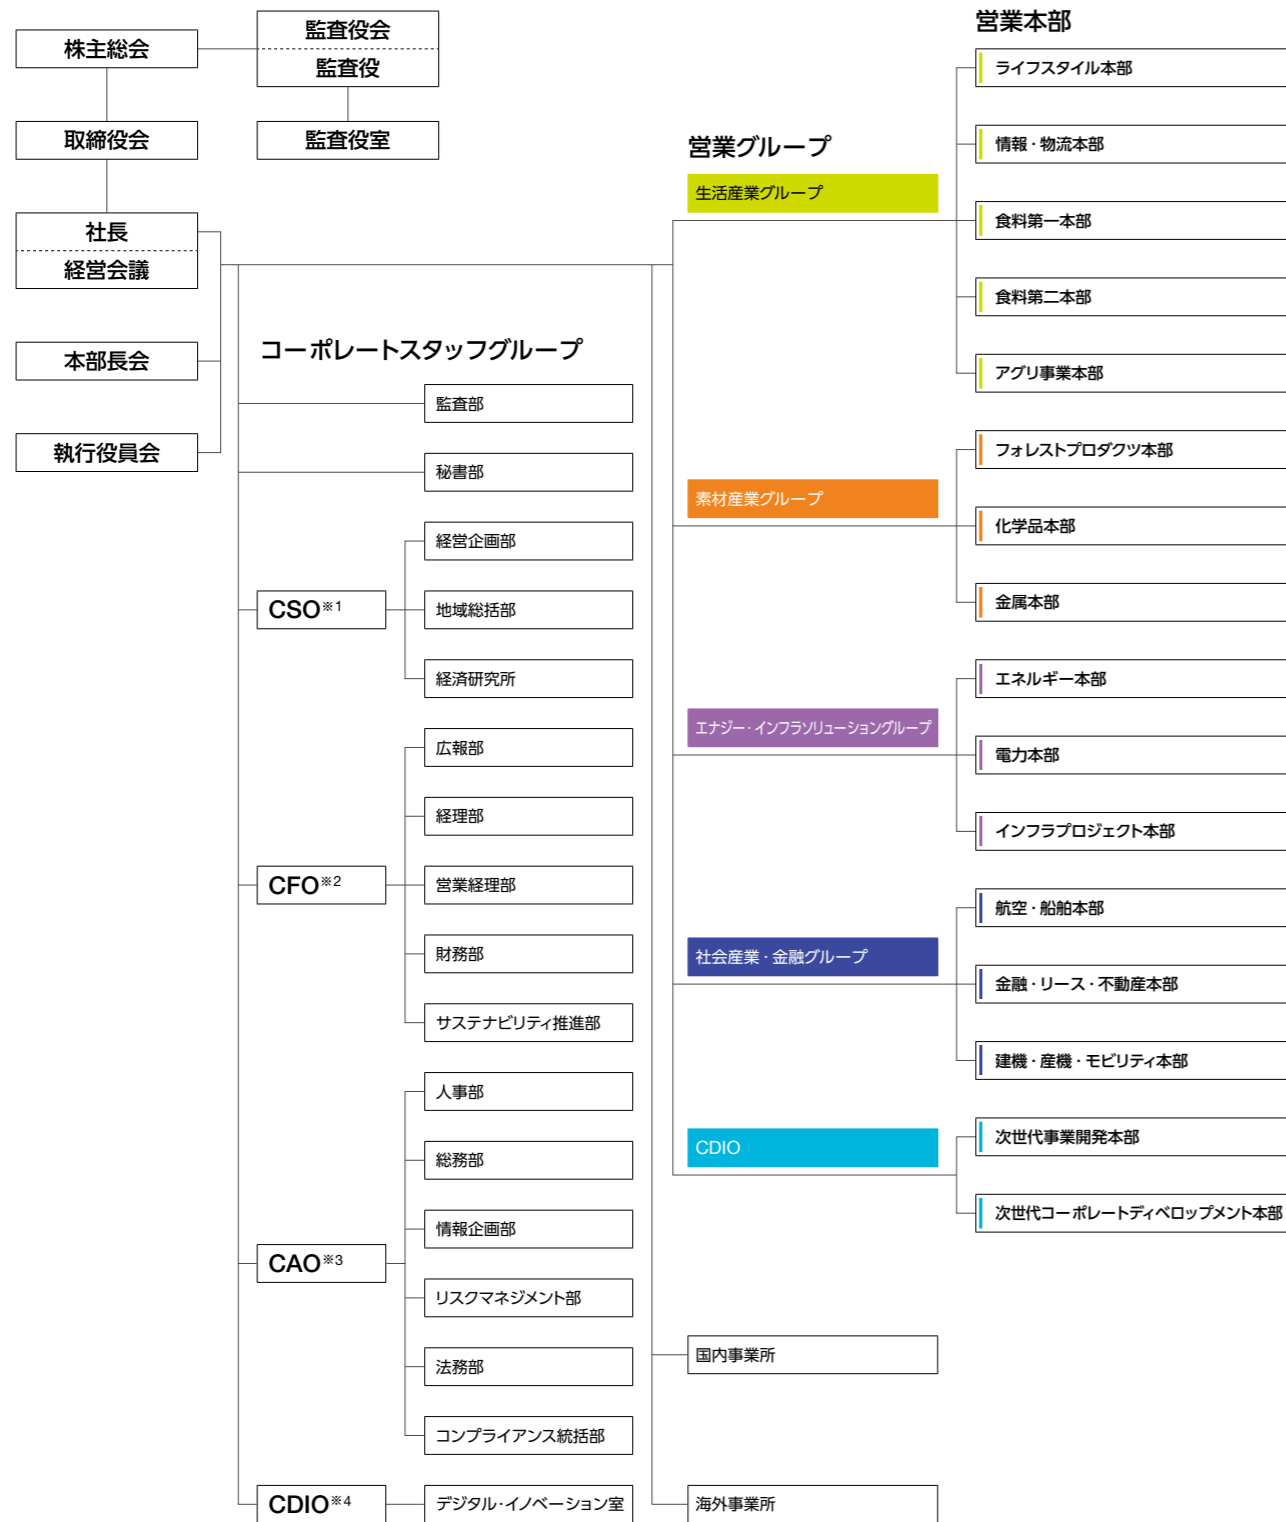 株主総会
監査役会
監査役
取締役会
監査役室
社長
経営会議
本部長会
執行役員会
コーポレートスタッフグループ
監査部
秘書部
CSO※1
経営企画部
地域総括部
経済研究所
CFO※2
広報部
経理部
営業経理部
財務部
サステナビリティ推進部
CAO※3
人事部
総務部
情報企画部
リスクマネジメント部
法務部
コンプライアンス統括部
CDIO※4
デジタル・イノベーション室
営業グループ
営業本部
生活産業グループ
ライフスタイル本部
情報・物流本部
食料第一本部
食料第二本部
アグリ事業本部
素材産業グループ
フォレストプロダクツ本部
化学品本部
金属本部
エナジー・インフラソリューショングループ
エネルギー本部
電力本部
インフラプロジェクト本部
社会産業・金融グループ
航空・船舶本部
金融・リース・不動産本部
建機・産機・モビリティ本部
CDIO
次世代事業開発本部
次世代コーポレートディベロップメント本部
国内事業所
海外事業所